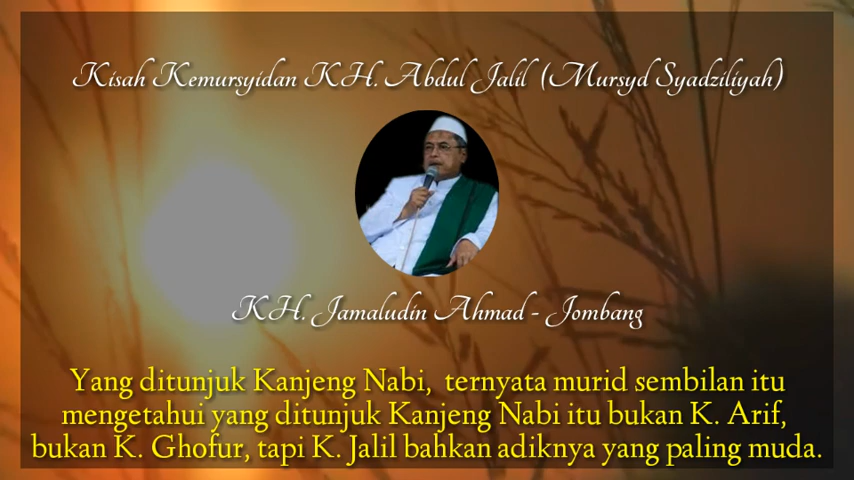 Kisah Kemursyidan KH. Abdul Jalil (Mursyd Syadziliyah)
KH. Jamaludin Ahmad - Jombang
Yang ditunjuk Kanjeng Nabi, ternyata murid sembilan itu
mengetahui yang ditunjuk Kanjeng Nabi itu bukan K. Arif,
bukan K. Ghofur, tapi K. Jalil bahkan adiknya yang paling muda.